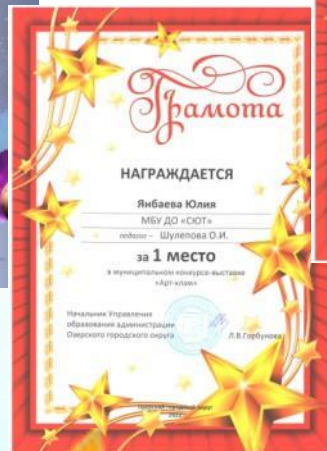 Грамота
НАГРАЖДАЕТСЯ
Янбаева Юлия
МБУ ДО «СЮТ»
педагог – Шулепова О.И.
за 1 место
в муниципальном конкурсе-выставке
«Арт-хлам»
Начальник Управления
образования администрации
Озерского городского округа
Л.В.Горбунова